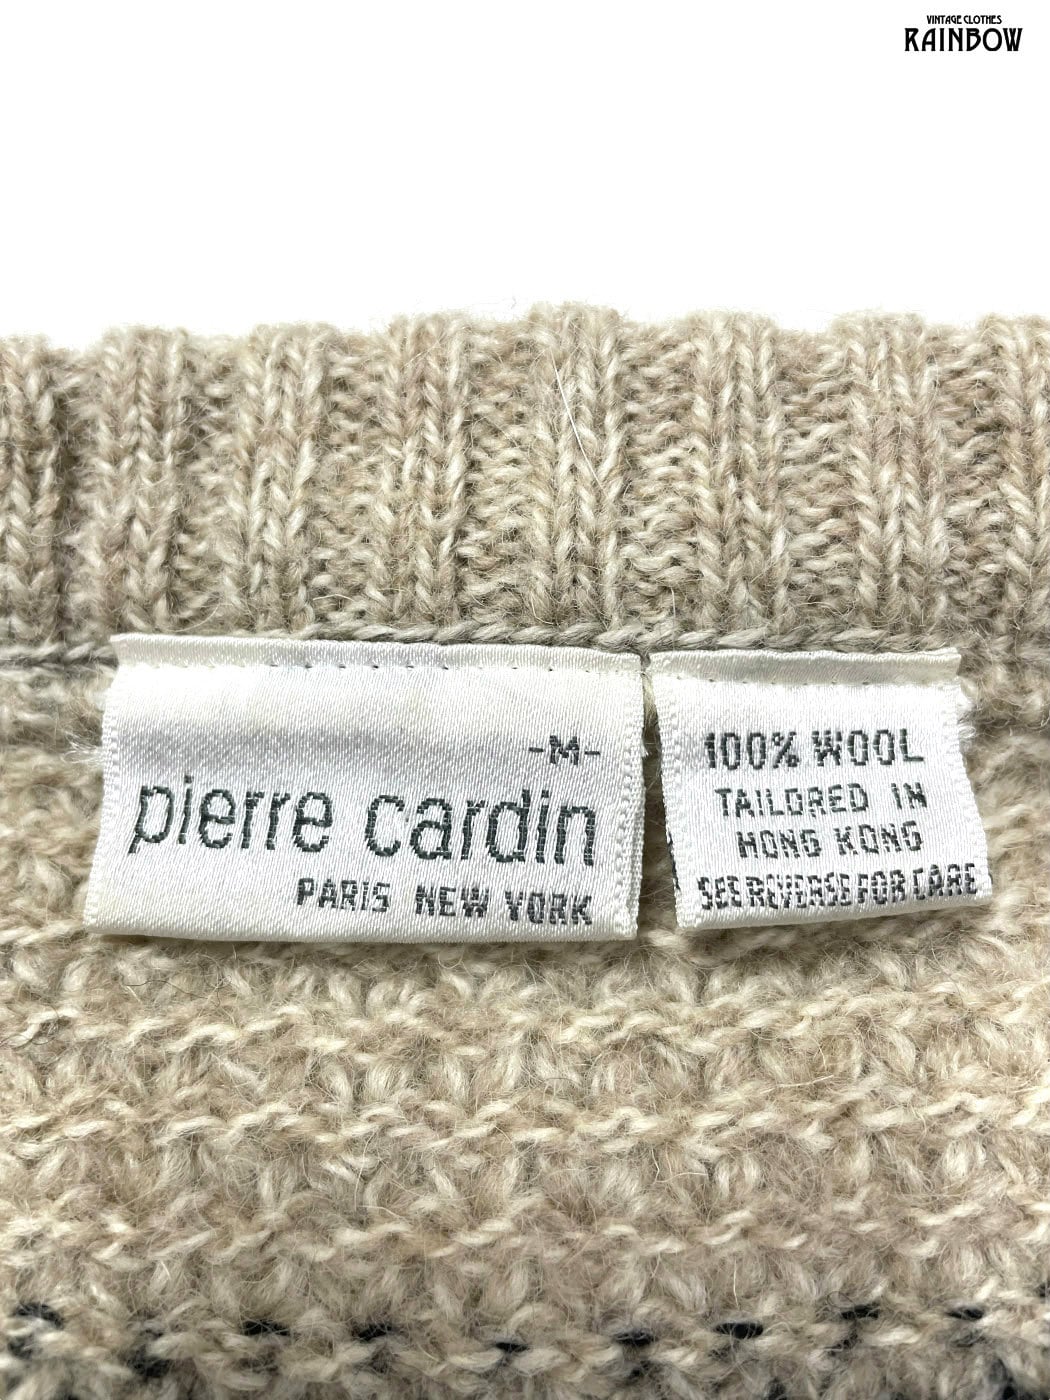 VINTAGE CLOTHES
RAINBOW
-M-
pierre cardin
PARIS NEW YORK
100% WOOL
TAILORED IN
HONG KONG
SEE REVERSE FOR CARE